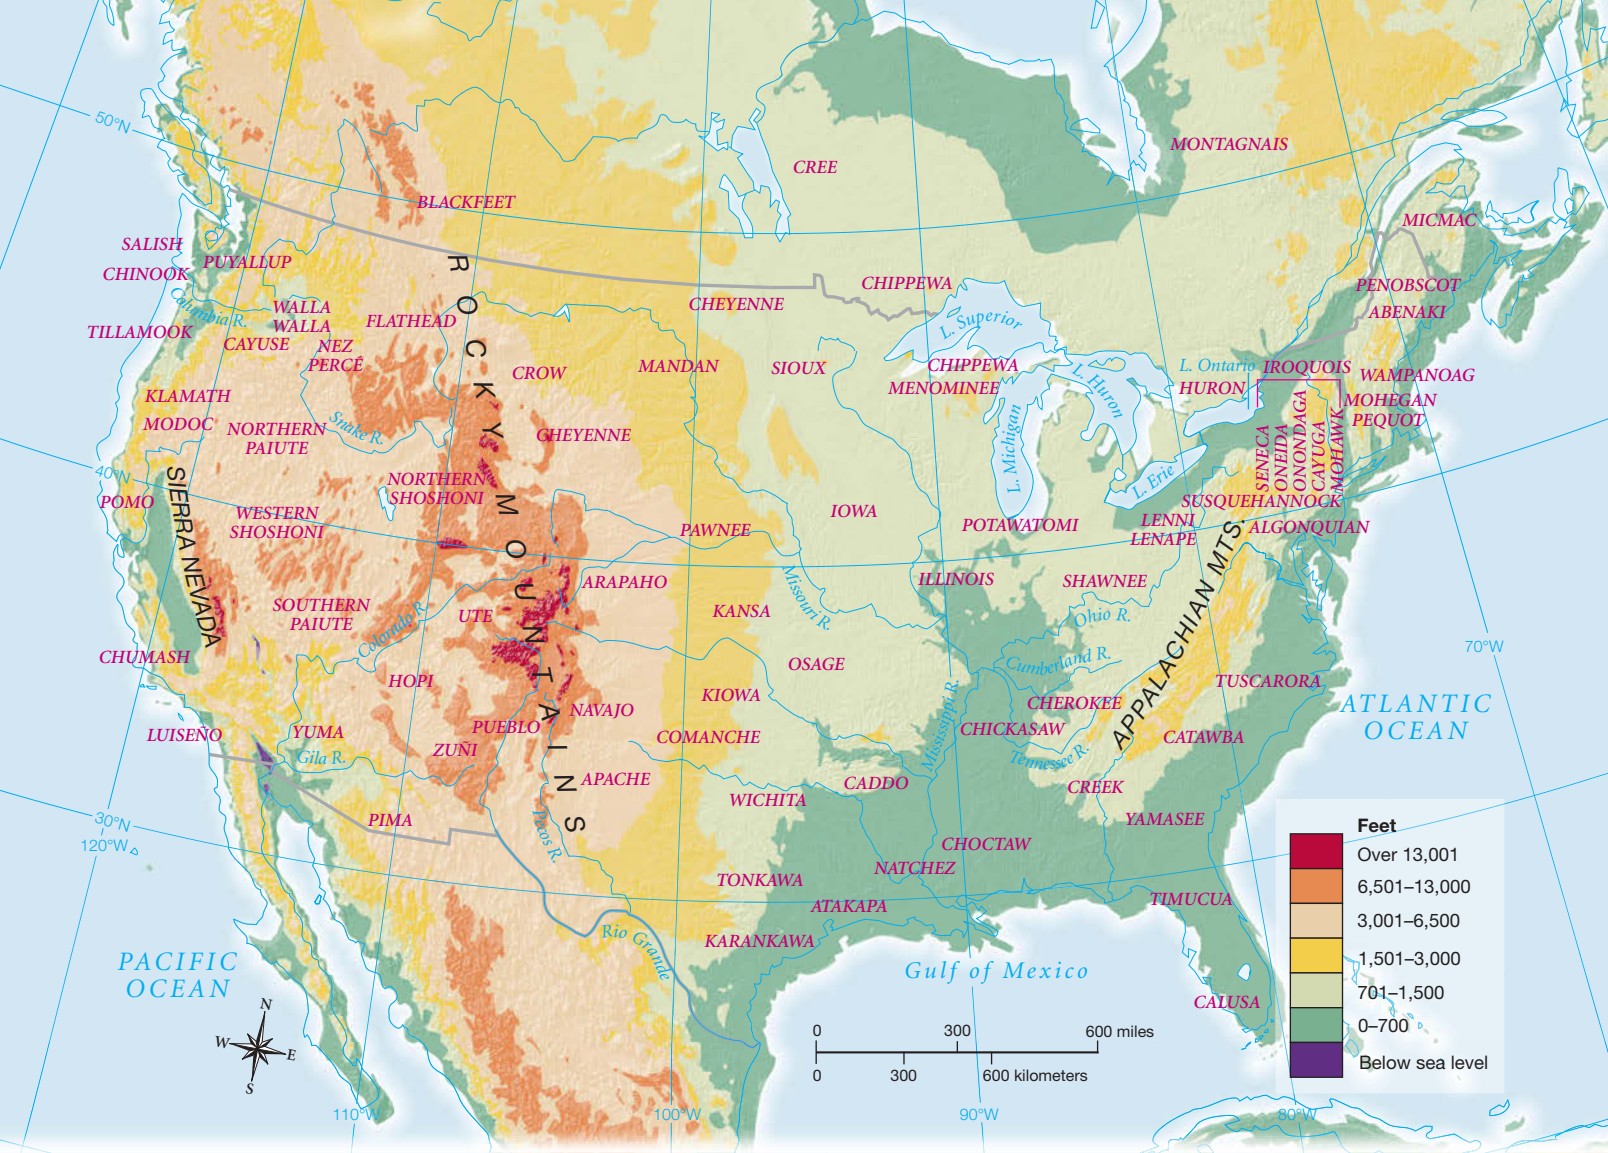 50°N
MONTAGNAIS
CREE
BLACKFEET
MICMAC
SALISH
PUYALLUP
CHINOOK
CHIPPEWA
PENOBSCOT
CHEYENNE
ABENAKI
Columbia R.
WALLA
WALLA
TILLAMOOK
CAYUSE
FLATHEAD
NEZ
PERCÉ
L. Superior
CROW
MANDAN
SIOUX
CHIPPEWA
MENOMINEE
L. Huron
L. Ontario
HURON
IROQUOIS
WAMPANOAG
MOHEGAN
PEQUOT
KLAMATH
MODOC
NORTHERN
PAIUTE
Snake R.
CHEYENNE
L. Michigan
L. Erie
SENECA
ONEIDA
ONONDAGA
CAYUGA
MOHAWK
40°N
POMO
SIERRA NEVADA
NORTHERN
SHOSHONI
WESTERN
SHOSHONI
ROCKY MOUNTAINS
PAWNEE
IOWA
POTAWATOMI
SUSQUEHANNOCK
LENNI
LENAPE
ALGONQUIAN
APPALACHIAN MTS.
ARAPAHO
Missouri R.
ILLINOIS
SHAWNEE
SOUTHERN
PAIUTE
Colorado R.
UTE
KANSA
Ohio R.
CHUMASH
HOPI
OSAGE
Cumberland R.
70°W
KIOWA
TUSCARORA
NAVAJO
CHEROKEE
ATLANTIC
OCEAN
LUISEÑO
YUMA
PUEBLO
ZUÑI
COMANCHE
Mississippi R.
CHICKASAW
CATAWBA
Gila R.
Tennessee R.
APACHE
CADDO
CREEK
WICHITA
30°N
120°W
PIMA
Pecos R.
YAMASEE
CHOCTAW
NATCHEZ
TONKAWA
ATAKAPA
TIMUCUA
Rio Grande
KARANKAWA
PACIFIC
OCEAN
Gulf of Mexico
CALUSA
N
W
E
S
0 300 600 miles
0 300 600 kilometers
110°W
100°W
90°W
80°W
Feet
Over 13,001
6,501–13,000
3,001–6,500
1,501–3,000
701–1,500
0–700
Below sea level